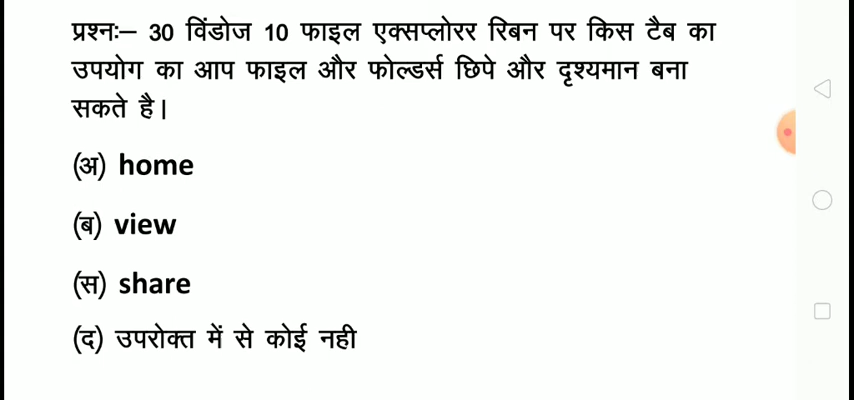 प्रश्नः– 30 विंडोज 10 फाइल एक्सप्लोरर रिबन पर किस टैब का
उपयोग का आप फाइल और फोल्डर्स छिपे और दृश्यमान बना
सकते है।
(अ) home
(ब) view
(स) share
(द) उपरोक्त में से कोई नही